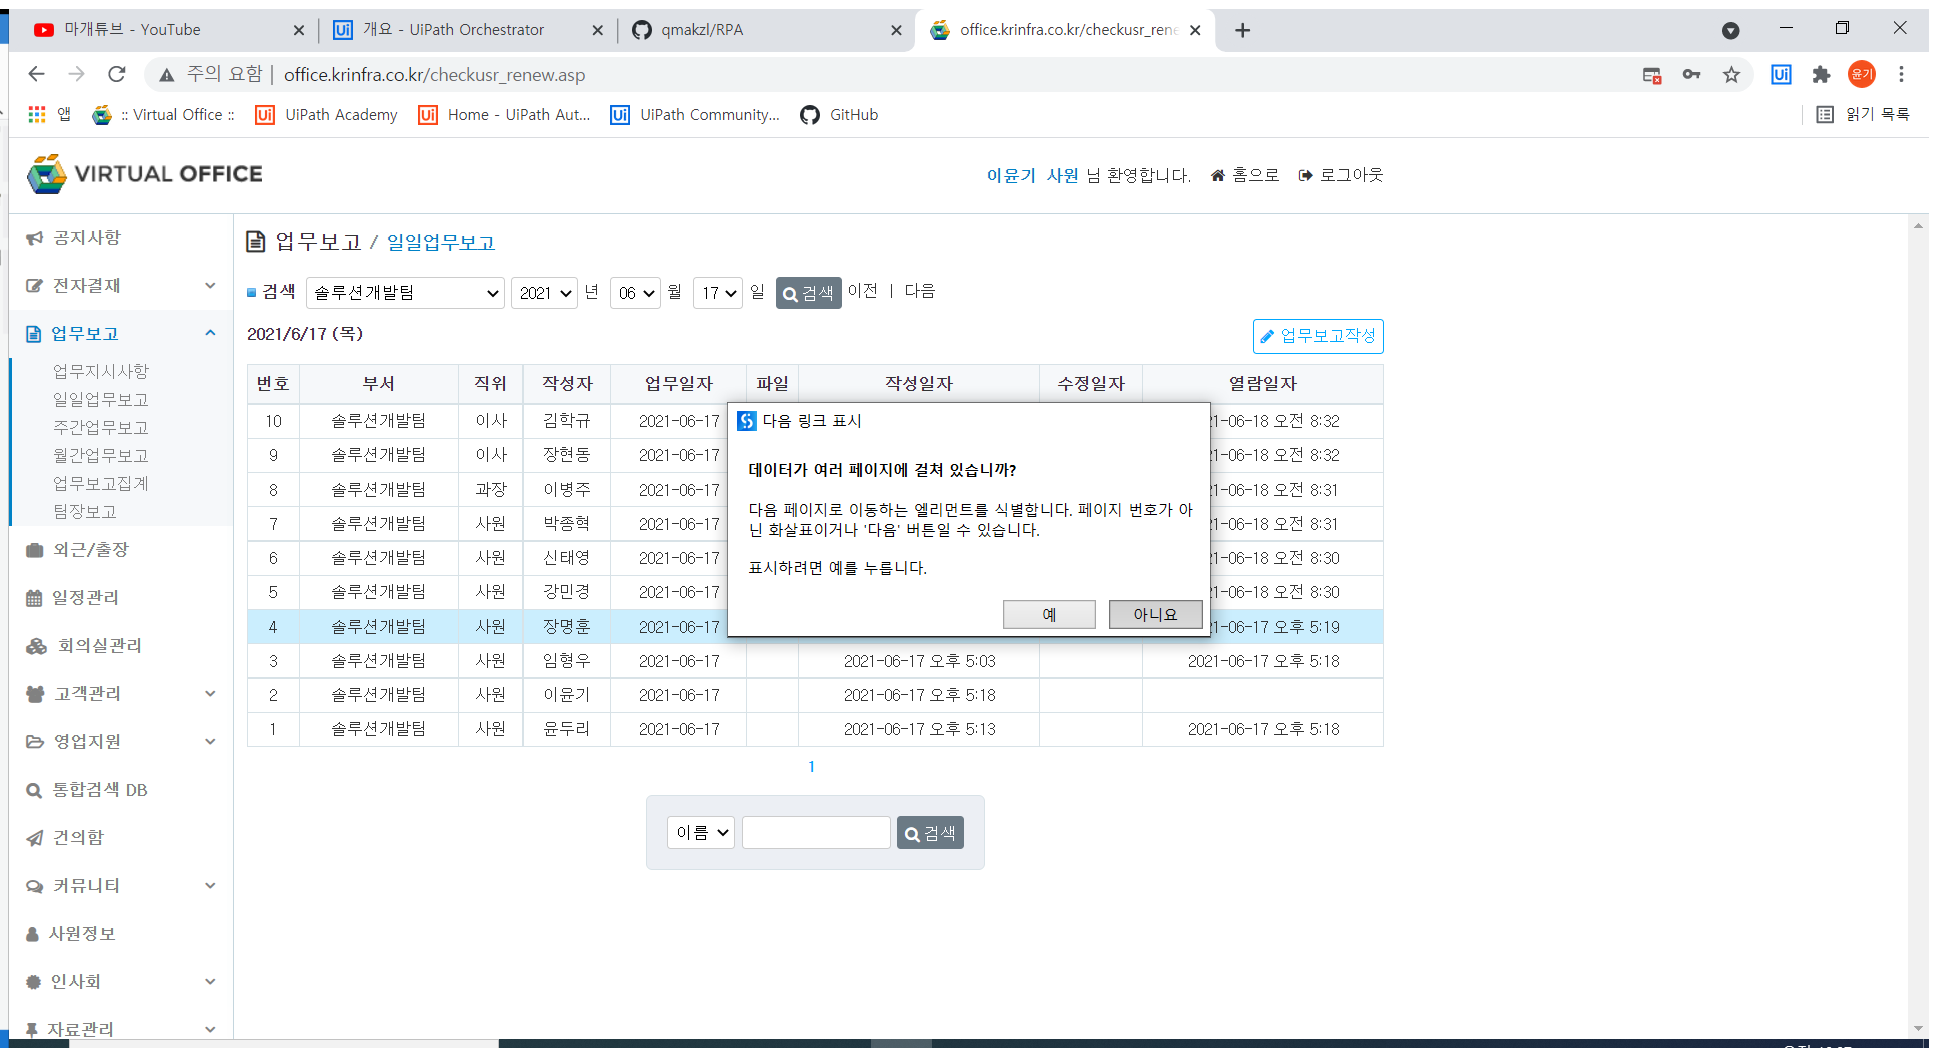 마개튜브 - YouTube
개요 - UiPath Orchestrator
qmakzl/RPA
office.krinfra.co.kr/checkusr_rene
주의 요함 | office.krinfra.co.kr/checkusr_renew.asp
윤기
앱
:: Virtual Office ::
UiPath Academy
Home - UiPath Aut...
UiPath Community...
GitHub
읽기 목록
VIRTUAL OFFICE
이윤기 사원 님 환영합니다. 홈으로 로그아웃
공지사항
전자결재
업무보고
업무지시사항
일일업무보고
주간업무보고
월간업무보고
업무보고집계
팀장보고
외근/출장
일정관리
회의실관리
고객관리
영업지원
통합검색 DB
건의함
커뮤니티
사원정보
인사회
자료관리
업무보고 / 일일업무보고
검색 솔루션개발팀 2021 년 06 월 17 일 검색 이전 | 다음
2021/6/17 (목)
업무보고작성
번호 부서 직위 작성자 업무일자 파일 작성일자 수정일자 열람일자
10 솔루션개발팀 이사 김학규 2021-06-17 1-06-18 오전 8:32
9 솔루션개발팀 이사 장현동 2021-06-17 1-06-18 오전 8:32
8 솔루션개발팀 과장 이병주 2021-06-17 1-06-18 오전 8:31
7 솔루션개발팀 사원 박종혁 2021-06-17 1-06-18 오전 8:31
6 솔루션개발팀 사원 신태영 2021-06-17 1-06-18 오전 8:30
5 솔루션개발팀 사원 강민경 2021-06-17 1-06-18 오전 8:30
4 솔루션개발팀 사원 장명훈 2021-06-17 1-06-17 오후 5:19
3 솔루션개발팀 사원 임형우 2021-06-17 2021-06-17 오후 5:03 2021-06-17 오후 5:18
2 솔루션개발팀 사원 이윤기 2021-06-17 2021-06-17 오후 5:18
1 솔루션개발팀 사원 윤두리 2021-06-17 2021-06-17 오후 5:13 2021-06-17 오후 5:18
1
이름 검색
다음 링크 표시
데이터가 여러 페이지에 걸쳐 있습니까?
다음 페이지로 이동하는 엘리먼트를 식별합니다. 페이지 번호가 아
닌 화살표이거나 '다음' 버튼일 수 있습니다.
표시하려면 예를 누릅니다.
예
아니요